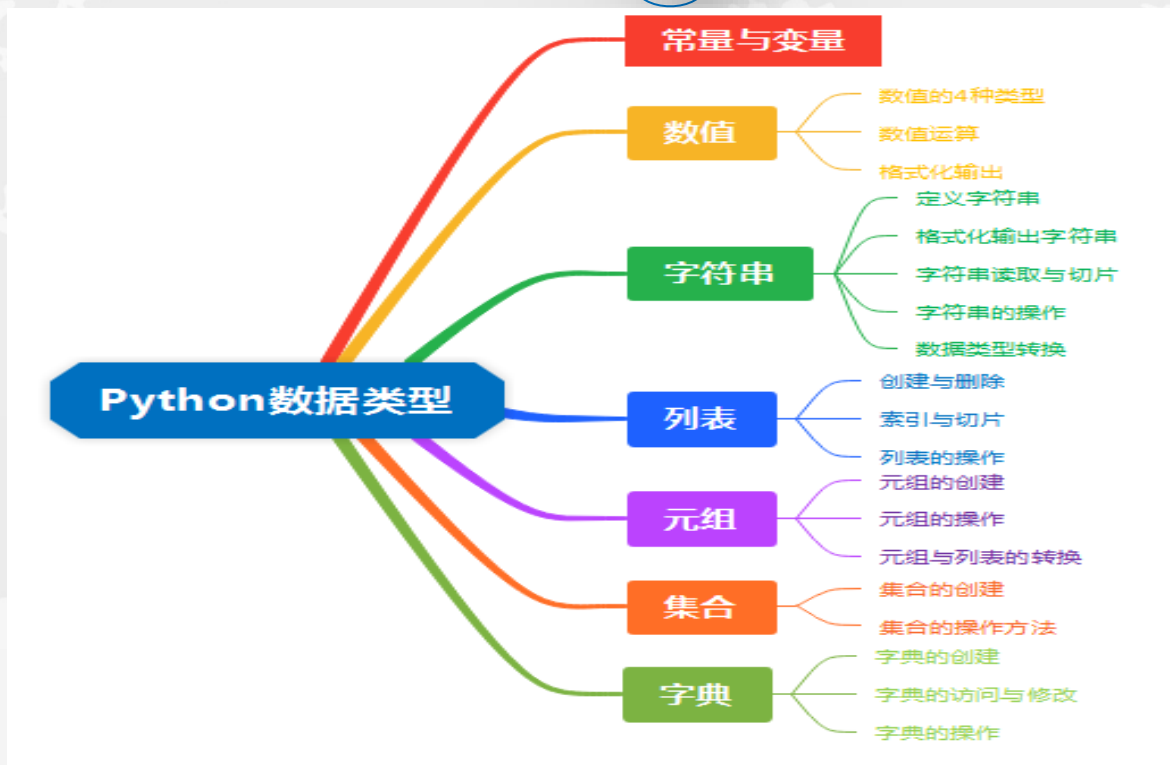 Python数据类型
常量与变量
数值
数值的4种类型
数值运算
格式化输出
字符串
定义字符串
格式化输出字符串
字符串读取与切片
字符串的操作
数据类型转换
列表
创建与删除
索引与切片
列表的操作
元组
元组的创建
元组的操作
元组与列表的转换
集合
集合的创建
集合的操作方法
字典
字典的创建
字典的访问与修改
字典的操作